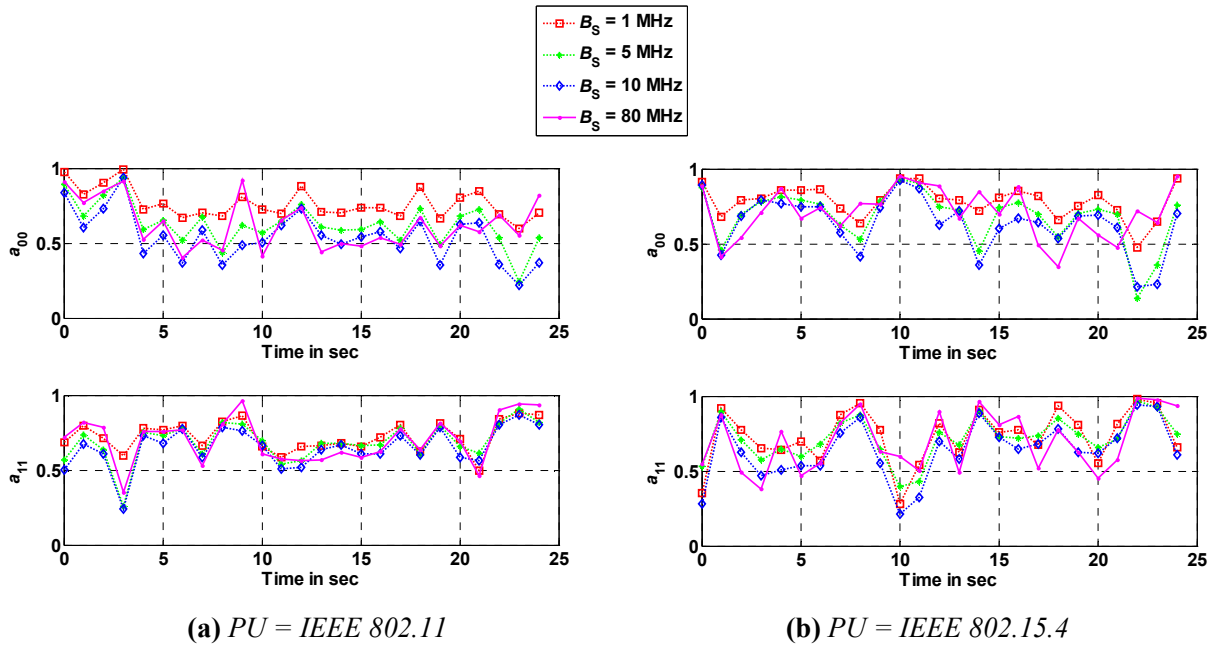 B_S = 1 MHz
B_S = 5 MHz
B_S = 10 MHz
B_S = 80 MHz
1
0.5
0
a_00
0 5 10 15 20 25
Time in sec
1
0.5
0
a_11
0 5 10 15 20 25
Time in sec
(a) PU = IEEE 802.11
1
0.5
0
a_00
0 5 10 15 20 25
Time in sec
1
0.5
0
a_11
0 5 10 15 20 25
Time in sec
(b) PU = IEEE 802.15.4